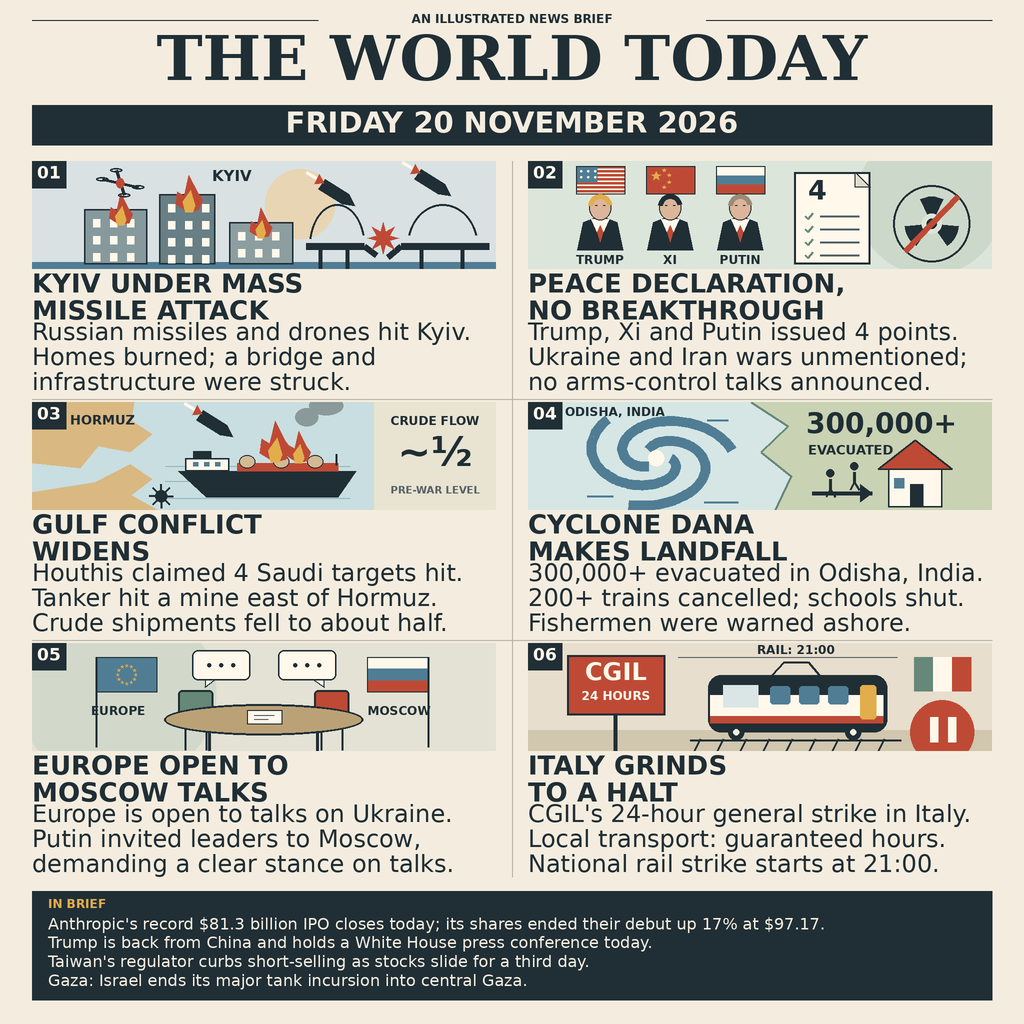 AN ILLUSTRATED NEWS BRIEF
THE WORLD TODAY
FRIDAY 20 NOVEMBER 2026
01
KYIV
KYIV UNDER MASS
MISSILE ATTACK
Russian missiles and drones hit Kyiv.
Homes burned; a bridge and
infrastructure were struck.
02
TRUMP
XI
PUTIN
4
PEACE DECLARATION,
NO BREAKTHROUGH
Trump, Xi and Putin issued 4 points.
Ukraine and Iran wars unmentioned;
no arms-control talks announced.
03
HORMUZ
CRUDE FLOW
~½
PRE-WAR LEVEL
GULF CONFLICT
WIDENS
Houthis claimed 4 Saudi targets hit.
Tanker hit a mine east of Hormuz.
Crude shipments fell to about half.
04
ODISHA, INDIA
300,000+
EVACUATED
CYCLONE DANA
MAKES LANDFALL
300,000+ evacuated in Odisha, India.
200+ trains cancelled; schools shut.
Fishermen were warned ashore.
05
EUROPE
MOSCOW
EUROPE OPEN TO
MOSCOW TALKS
Europe is open to talks on Ukraine.
Putin invited leaders to Moscow,
demanding a clear stance on talks.
06
CGIL
24 HOURS
RAIL: 21:00
ITALY GRINDS
TO A HALT
CGIL's 24-hour general strike in Italy.
Local transport: guaranteed hours.
National rail strike starts at 21:00.
IN BRIEF
Anthropic's record $81.3 billion IPO closes today; its shares ended their debut up 17% at $97.17.
Trump is back from China and holds a White House press conference today.
Taiwan's regulator curbs short-selling as stocks slide for a third day.
Gaza: Israel ends its major tank incursion into central Gaza.